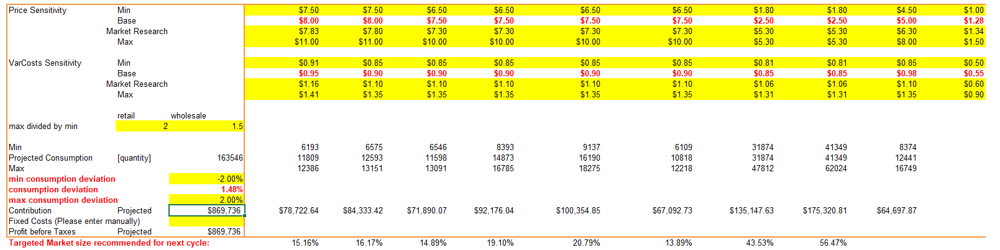 Price Sensitivity Min $7.50 $7.50 $6.50 $6.50 $6.50 $6.50 $1.80 $1.80 $4.50 $1.00
Base $8.00 $8.00 $7.50 $7.50 $7.50 $7.50 $2.50 $2.50 $5.00 $1.28
Market Research $7.83 $7.80 $7.30 $7.30 $7.30 $7.30 $5.30 $5.30 $6.30 $1.34
Max $11.00 $11.00 $10.00 $10.00 $10.00 $10.00 $5.30 $5.30 $8.00 $1.50
VarCosts Sensitivity Min $0.91 $0.85 $0.85 $0.85 $0.85 $0.85 $0.81 $0.81 $0.85 $0.50
Base $0.95 $0.90 $0.90 $0.90 $0.90 $0.90 $0.85 $0.85 $0.98 $0.55
Market Research $1.16 $1.10 $1.10 $1.10 $1.10 $1.10 $1.06 $1.06 $1.10 $0.60
Max $1.41 $1.35 $1.35 $1.35 $1.35 $1.35 $1.31 $1.31 $1.35 $0.90
retail wholesale
max divided by min 2 1.5
Min 6193 6575 6546 8393 9137 6109 31874 41349 8374
Projected Consumption [quantity] 163546 11809 12593 11598 14873 16190 10818 31874 41349 12441
Max 12386 13151 13091 16785 18275 12218 47812 62024 16749
min consumption deviation -2.00%
consumption deviation 1.48%
max consumption deviation 2.00%
Contribution Projected $869,736 $78,722.64 $84,333.42 $71,890.07 $92,176.04 $100,354.85 $67,092.73 $135,147.63 $175,320.81 $64,697.87
Fixed Costs (Please enter manually)
Profit before Taxes Projected $869,736
Targeted Market size recommended for next cycle: 15.16% 16.17% 14.89% 19.10% 20.79% 13.89% 43.53% 56.47%